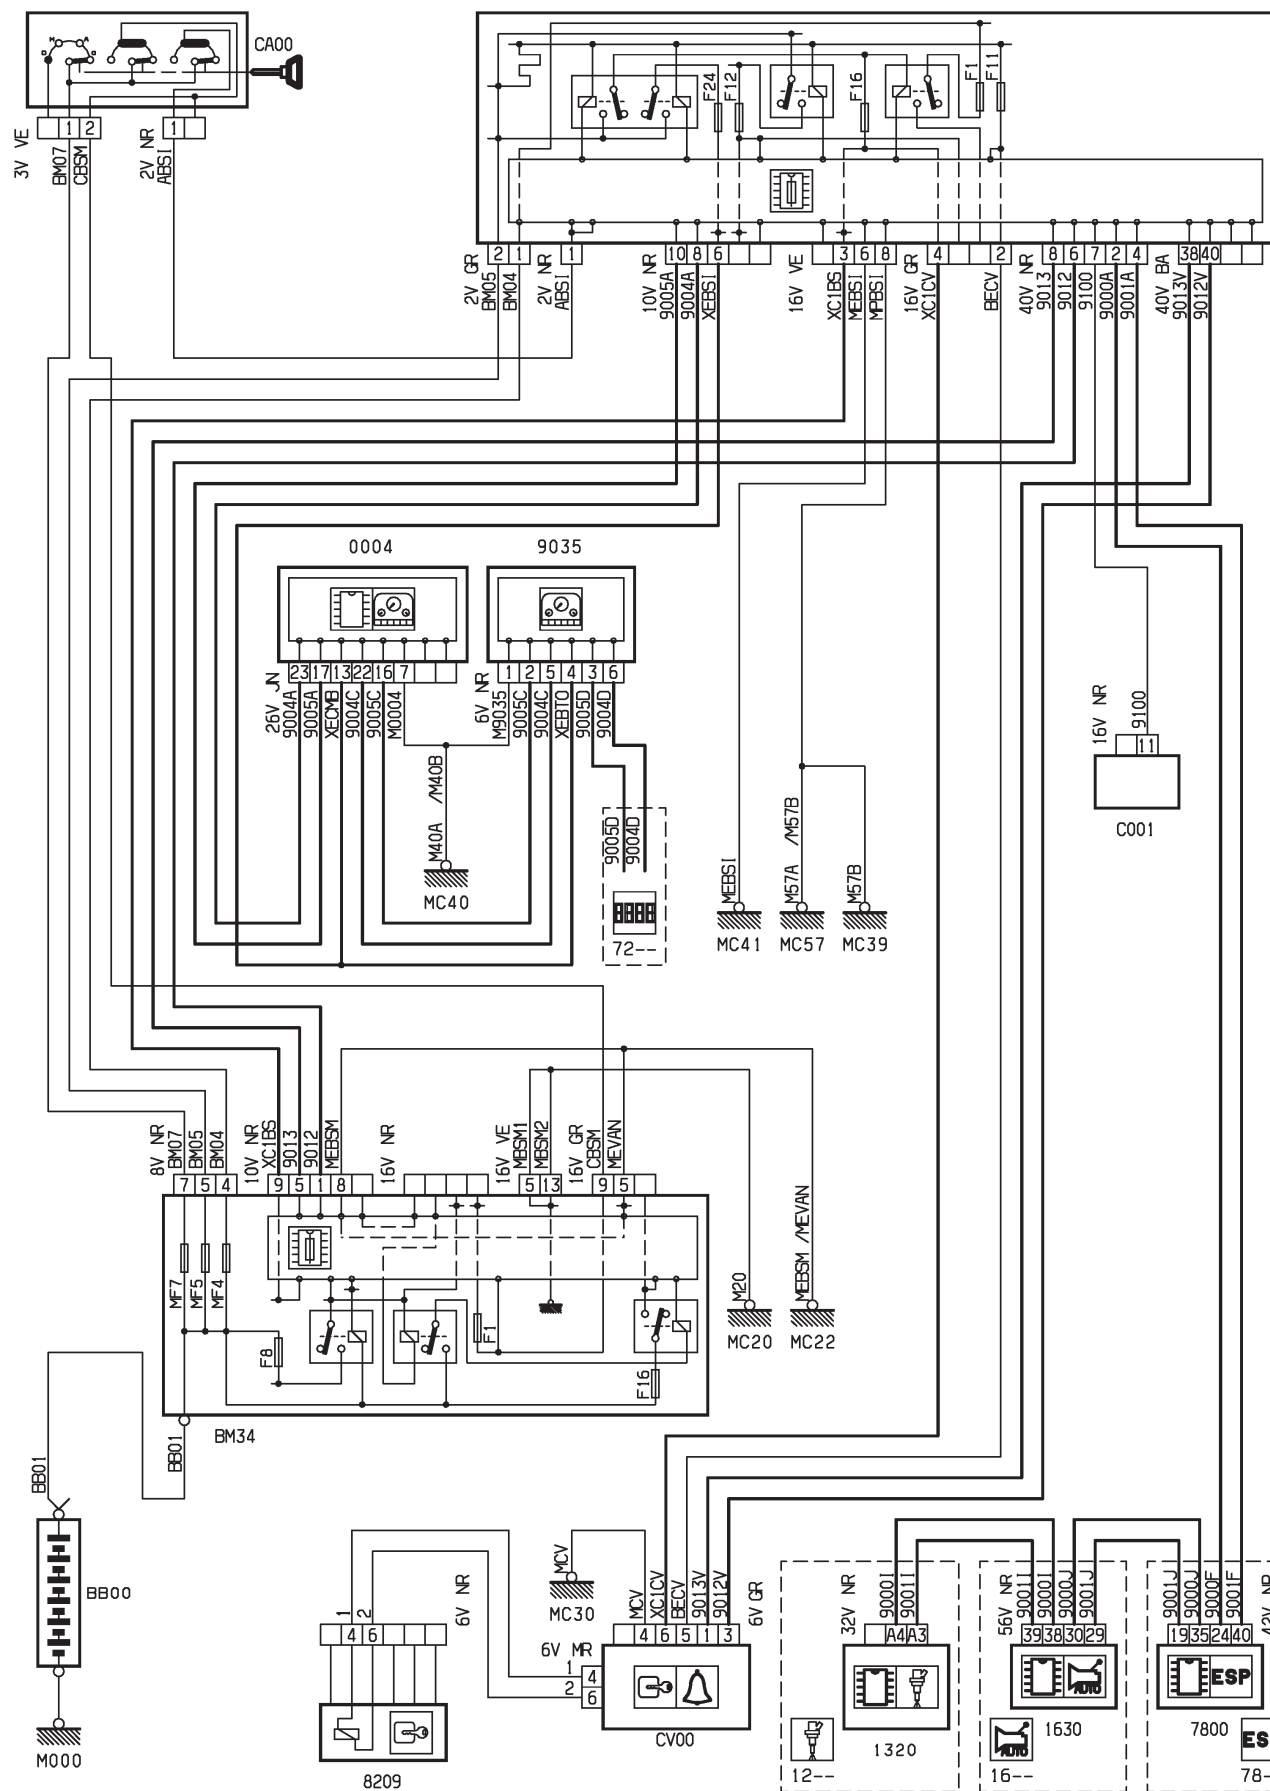 CA00
3V VE
1 2
BM07
CBSM
2V NR
1
ABSI
F24
F12
F16
F1
F11
2 1
2V GR
BM05
BM04
1
2V NR
ABSI
10 8 6
10V NR
9005A
9004A
XEBSI
3 6 8
16V VE
XC1BS
MEBSI
MPBSI
4 2
16V GR
XC1CV
BECV
8 6 7 2 4
40V NR
9013
9012
9100
9000A
9001A
38 40
40V BA
9013V
9012V
0004
9035
23 17 13 22 16 7
26V JN
9004A
9005A
XECMB
9004C
9005C
M0004
1 2 5 4 3 6
6V NR
M9035
9005C
9004C
XEBTO
9005D
9004D
M40A /M40B
MC40
9005D
9004D
72--
MEBSI
MC41
M57A /M57B
MC57
M57B
MC39
16V NR
9100
11
C001
8V NR
BM07
BM05
BM04
7 5 4
10V NR
XC1BS
9013
9012
MEBSM
9 5 1 8
16V NR
16V VE
MBSM1
MBSM2
5 13
16V GR
CBSM
MEVAN
9 5
MF7
MF5
MF4
F8
F1
F16
BM34
M20
MC20
MEBSM /MEVAN
MC22
BB01
BB01
BB00
M000
1 2
6V NR
4 6
8209
MCV
MC30
MCV
XC1CV
BECV
9013V
9012V
6V GR
4 6 5 1 3
6V MR
1 4
2 6
CV00
32V NR
9000I
9001I
A4 A3
1320
12--
56V NR
9001I
9000I
9000J
9001J
39 38 30 29
AUTO
1630
AUTO
16--
9001J
9000J
9000F
9001F
42V NR
19 35 24 40
ESP
7800
ES
78-